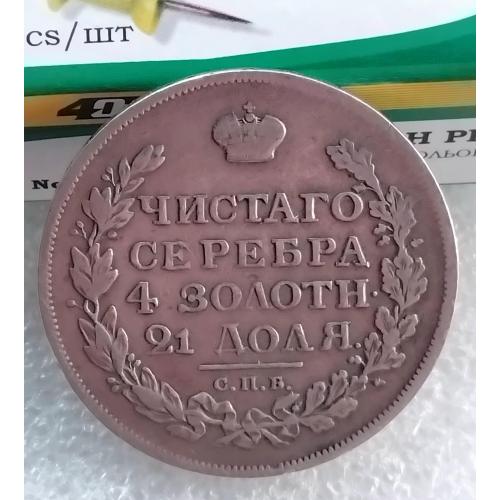 CS/ШТ
ЧИСТАГО
СЕРЕБРА
4 ЗОЛОТН.
21 ДОЛЯ.
С.П.Б.